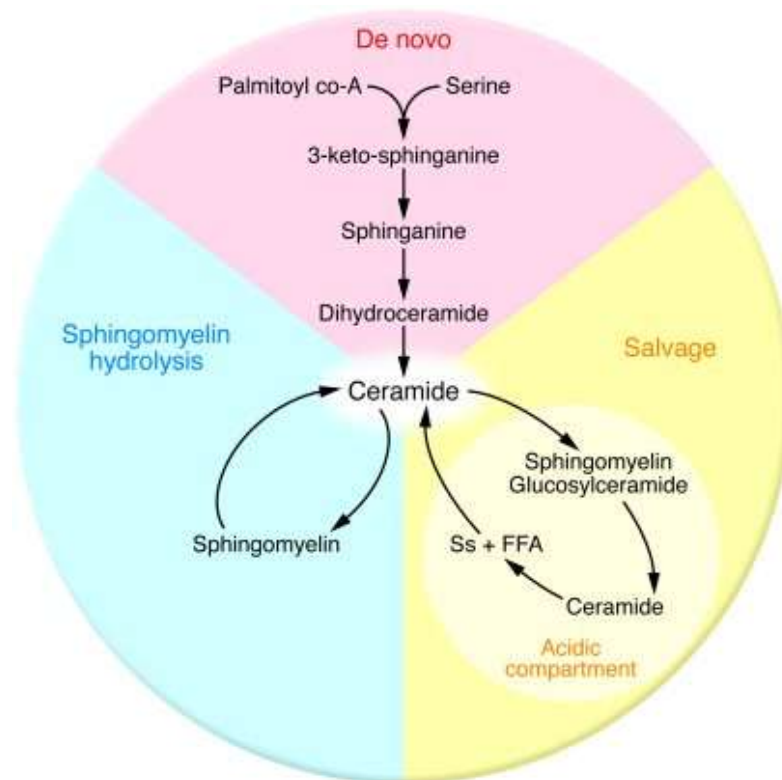 De novo
Palmitoyl co-A
Serine
3-keto-sphinganine
Sphinganine
Dihydroceramide
Sphingomyelin
hydrolysis
Salvage
Ceramide
Sphingomyelin
Glucosylceramide
Sphingomyelin
Ss + FFA
Ceramide
Acidic
compartment